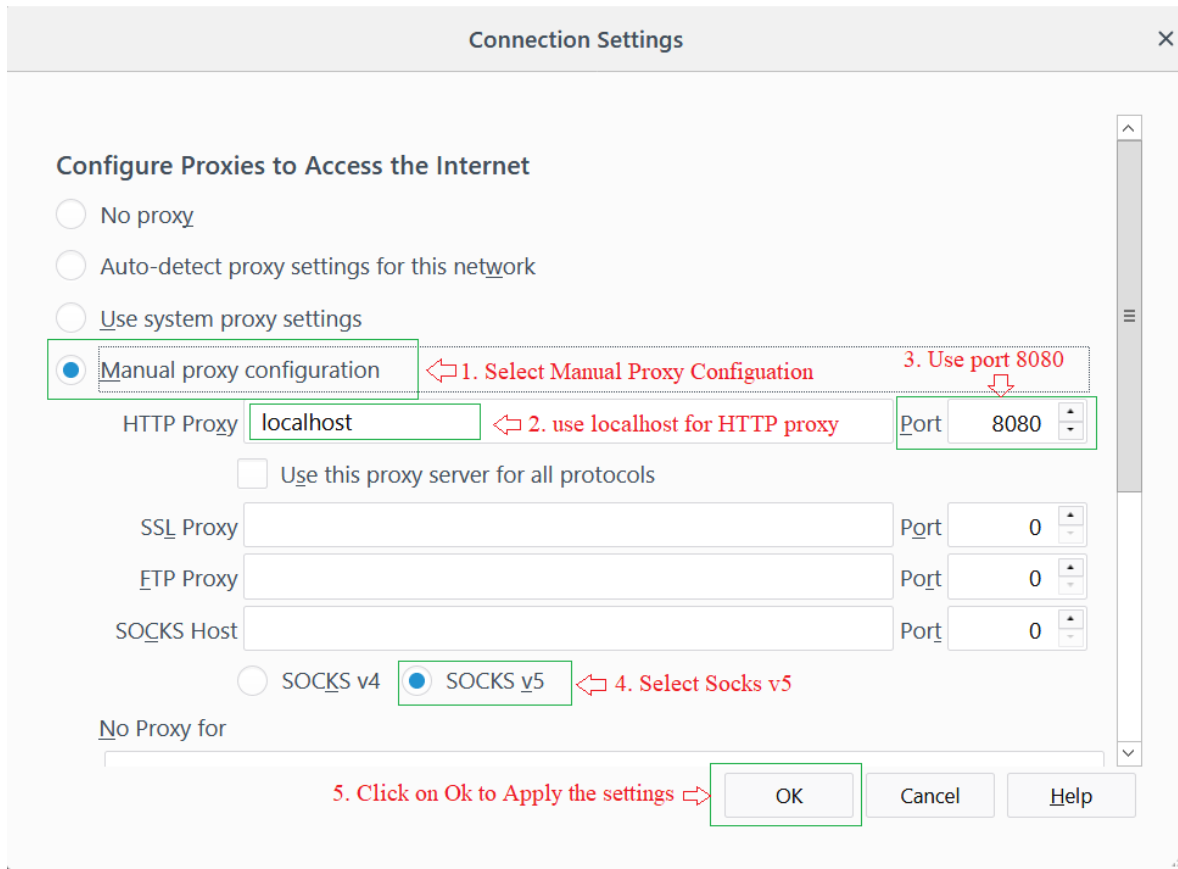 Connection Settings
Configure Proxies to Access the Internet
No proxy
Auto-detect proxy settings for this network
Use system proxy settings
Manual proxy configuration 1. Select Manual Proxy Configuation 3. Use port 8080
HTTP Proxy localhost 2. use localhost for HTTP proxy Port 8080
Use this proxy server for all protocols
SSL Proxy Port 0
FTP Proxy Port 0
SOCKS Host Port 0
SOCKS v4 SOCKS v5 4. Select Socks v5
No Proxy for
5. Click on Ok to Apply the settings OK Cancel Help